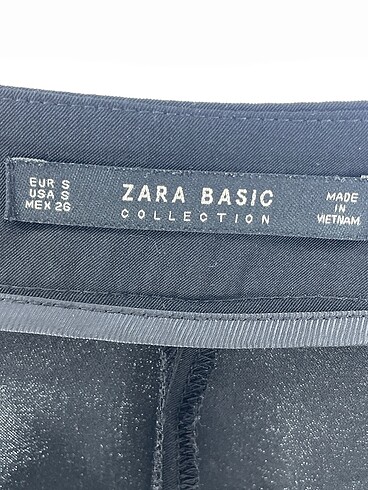 EUR S
USA S
MEX 26
ZARA BASIC
COLLECTION
MADE
IN
VIETNAM